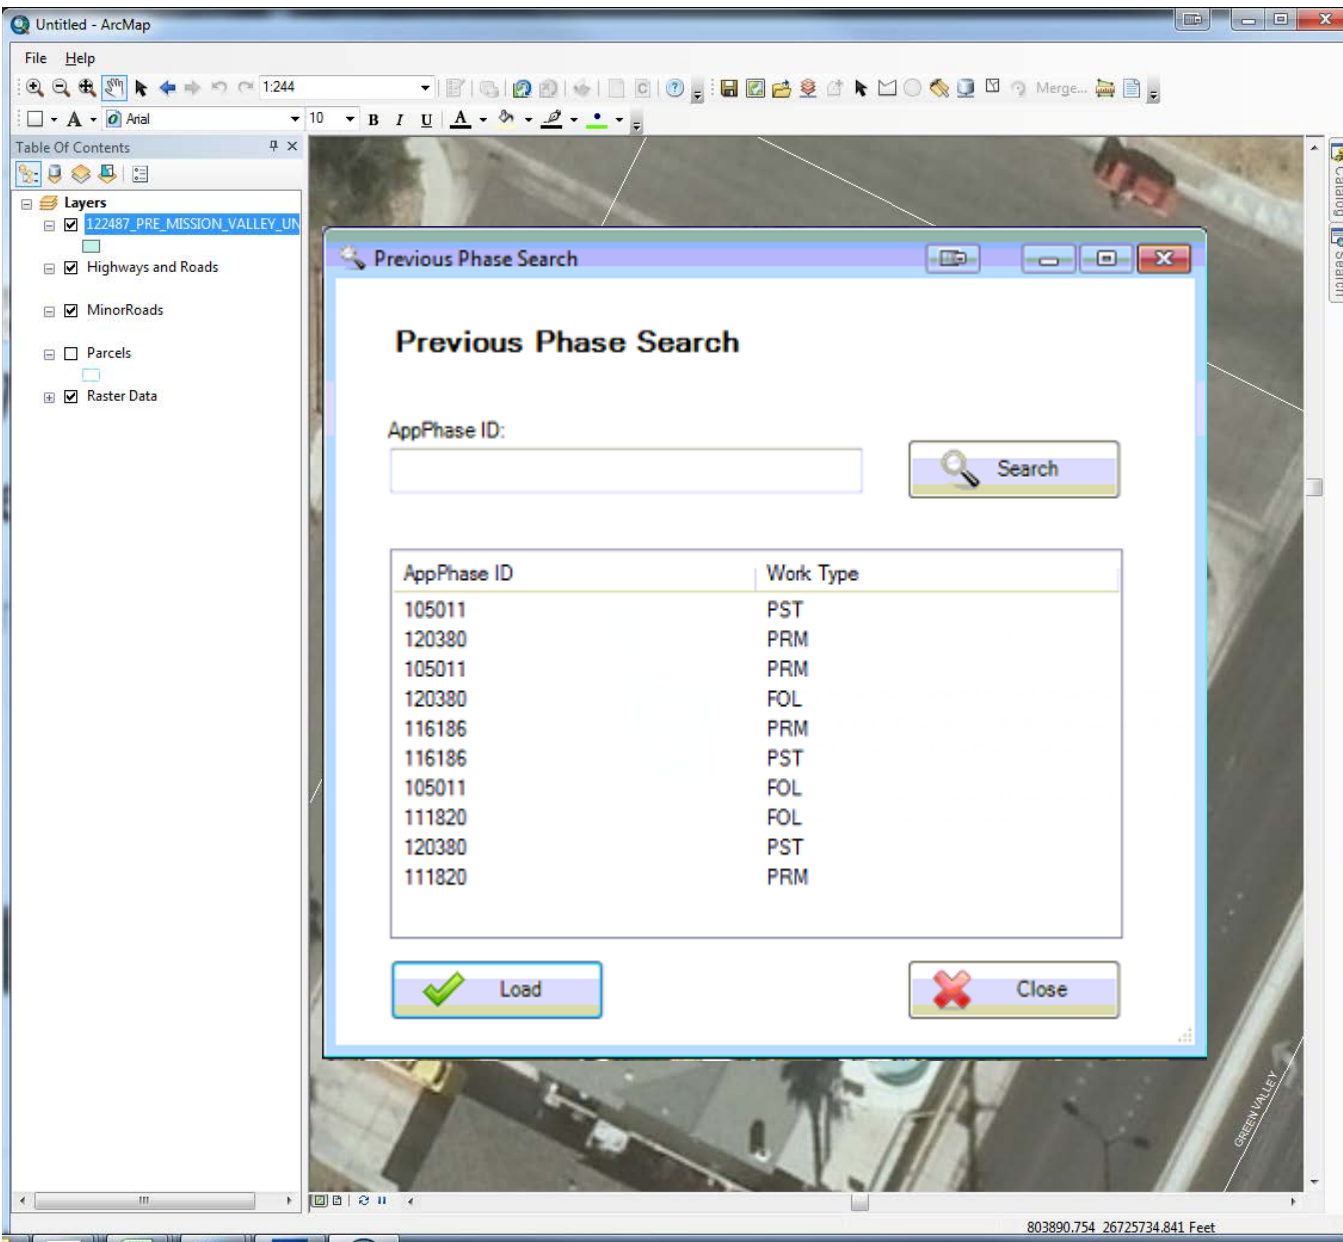 Untitled - ArcMap
File Help
1:244
Merge...
A Arial 10 B I U A
Table Of Contents
Layers
122487_PRE_MISSION_VALLEY_UN
Highways and Roads
MinorRoads
Parcels
Raster Data
Catalog
Search
Previous Phase Search
Previous Phase Search
AppPhase ID:
Search
AppPhase ID Work Type
105011 PST
120380 PRM
105011 PRM
120380 FOL
116186 PRM
116186 PST
105011 FOL
111820 FOL
120380 PST
111820 PRM
Load Close
GREEN VALLEY
803890.754 26725734.841 Feet